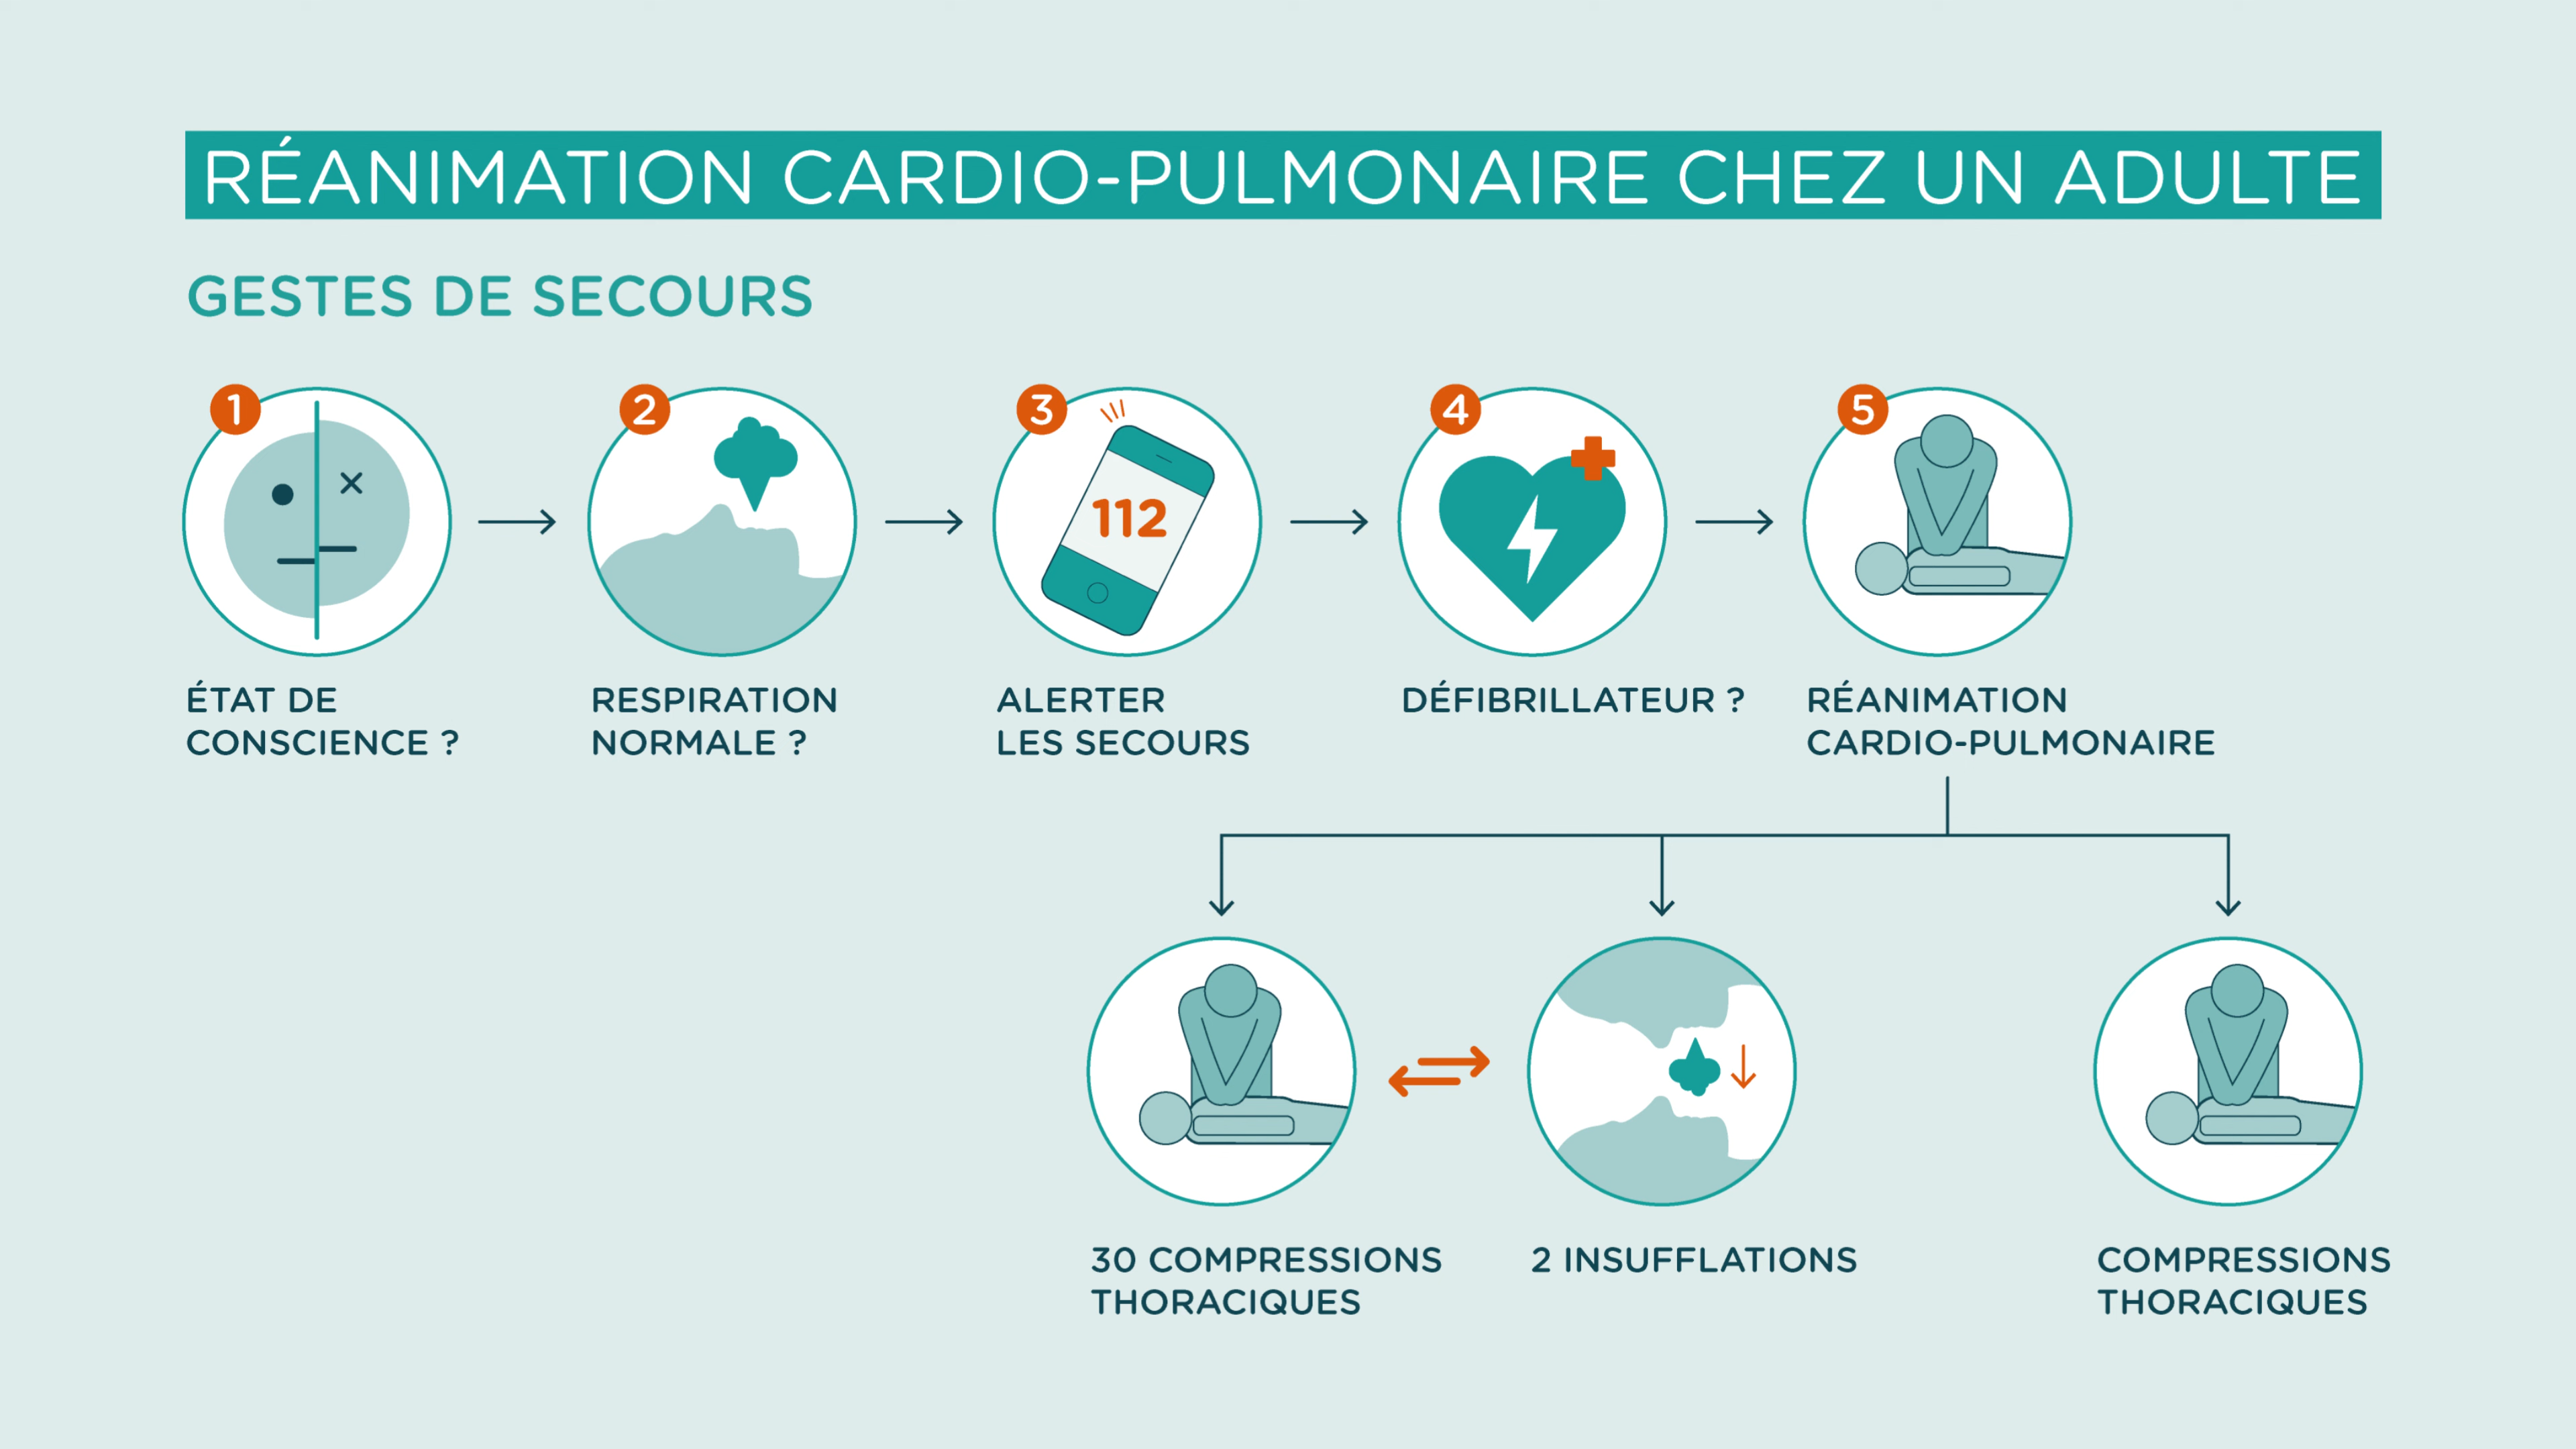 RÉANIMATION CARDIO-PULMONAIRE CHEZ UN ADULTE
GESTES DE SECOURS
1
ÉTAT DE
CONSCIENCE ?
2
RESPIRATION
NORMALE ?
3
112
ALERTER
LES SECOURS
4
DÉFIBRILLATEUR ?
5
RÉANIMATION
CARDIO-PULMONAIRE
30 COMPRESSIONS
THORACIQUES
2 INSUFFLATIONS
COMPRESSIONS
THORACIQUES